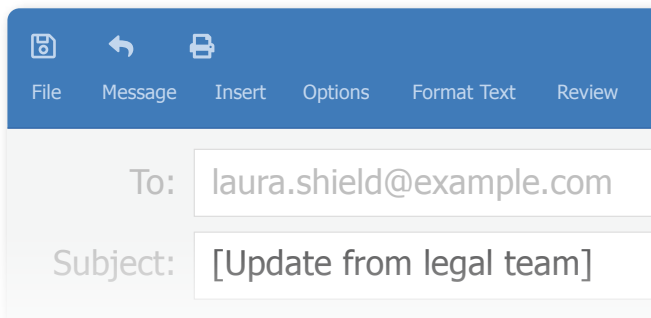 File Message Insert Options Format Text Review
To: laura.shield@example.com
Subject: [Update from legal team]